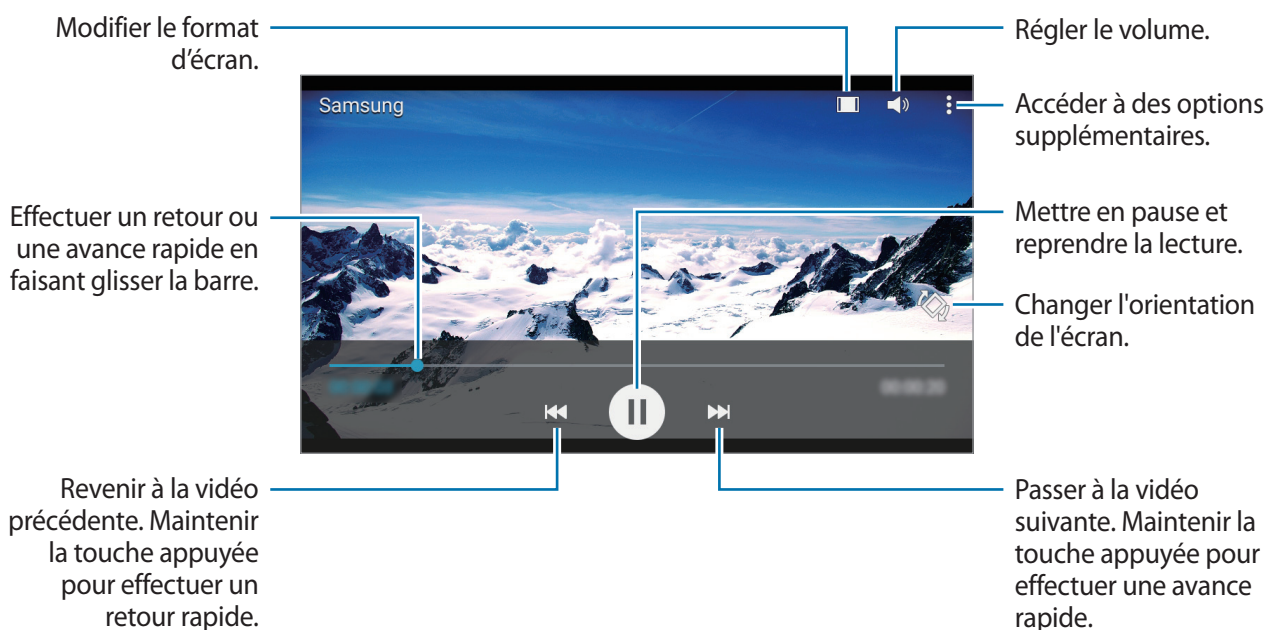 Modifier le format
d'écran.
Régler le volume.
Samsung
Accéder à des options
supplémentaires.
Effectuer un retour ou
une avance rapide en
faisant glisser la barre.
Mettre en pause et
reprendre la lecture.
Changer l'orientation
de l'écran.
Revenir à la vidéo
précédente. Maintenir
la touche appuyée
pour effectuer un
retour rapide.
Passer à la vidéo
suivante. Maintenir la
touche appuyée pour
effectuer une avance
rapide.